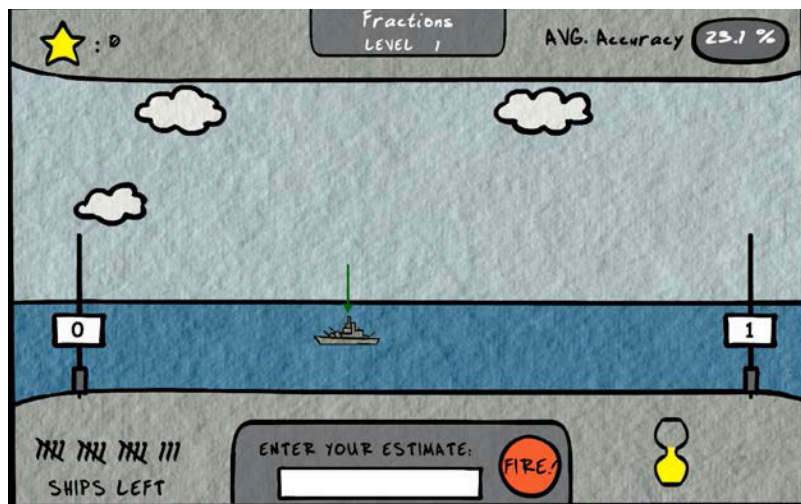 Fractions
LEVEL 1
: 0
AVG. Accuracy 23.1 %
0
1
SHIPS LEFT
ENTER YOUR ESTIMATE:
FIRE!